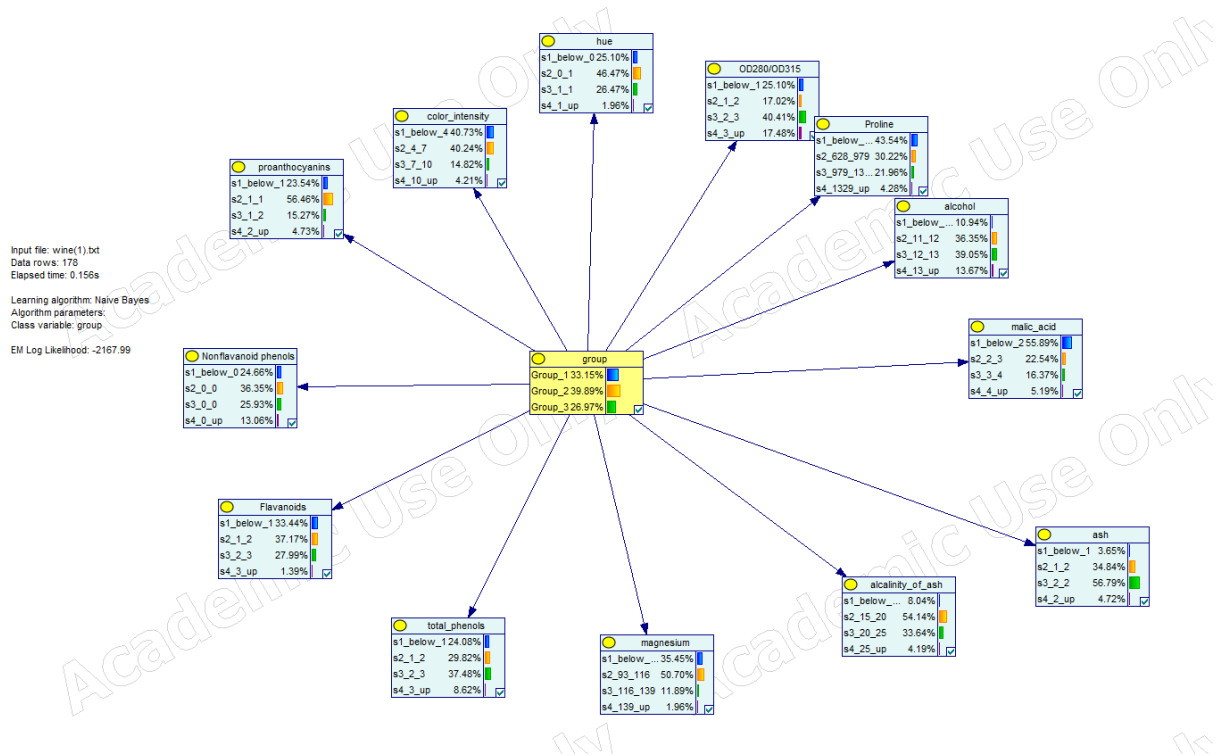 hue
s1_below_0 25.10%
s2_0_1 46.47%
s3_1_1 26.47%
s4_1_up 1.96%
OD280/OD315
s1_below_1 25.10%
s2_1_2 17.02%
s3_2_3 40.41%
s4_3_up 17.48%
color_intensity
s1_below_4 40.73%
s2_4_7 40.24%
s3_7_10 14.82%
s4_10_up 4.21%
Proline
s1_below_... 43.54%
s2_628_979 30.22%
s3_979_13... 21.96%
s4_1329_up 4.28%
proanthocyanins
s1_below_1 23.54%
s2_1_1 56.46%
s3_1_2 15.27%
s4_2_up 4.73%
alcohol
s1_below_... 10.94%
s2_11_12 36.35%
s3_12_13 39.05%
s4_13_up 13.67%
Input file: wine(1).txt
Data rows: 178
Elapsed time: 0.156s
Learning algorithm: Naive Bayes
Algorithm parameters:
Class variable: group
EM Log Likelihood: -2167.99
malic_acid
s1_below_2 55.89%
s2_2_3 22.54%
s3_3_4 16.37%
s4_4_up 5.19%
Nonflavanoid phenols
s1_below_0 24.66%
s2_0_0 36.35%
s3_0_0 25.93%
s4_0_up 13.06%
group
Group_1 33.15%
Group_2 39.89%
Group_3 26.97%
Flavanoids
s1_below_1 33.44%
s2_1_2 37.17%
s3_2_3 27.99%
s4_3_up 1.39%
ash
s1_below_1 3.65%
s2_1_2 34.84%
s3_2_2 56.79%
s4_2_up 4.72%
alcalinity_of_ash
s1_below_... 8.04%
s2_15_20 54.14%
s3_20_25 33.64%
s4_25_up 4.19%
total_phenols
s1_below_1 24.08%
s2_1_2 29.82%
s3_2_3 37.48%
s4_3_up 8.62%
magnesium
s1_below_... 35.45%
s2_93_116 50.70%
s3_116_139 11.89%
s4_139_up 1.96%
Academic Use Only
Academic Use Only
Academic Use Only
Academic Use Only